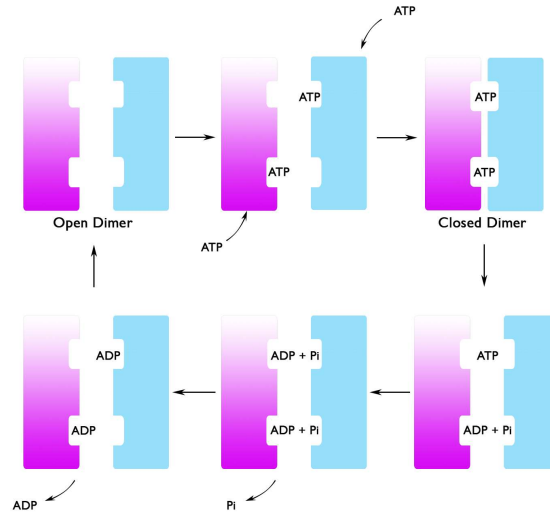 ATP
ATP
ATP
ATP
ATP
Open Dimer
Closed Dimer
ATP
ADP
ADP + Pi
ATP
ADP
ADP + Pi
ADP + Pi
ADP
Pi